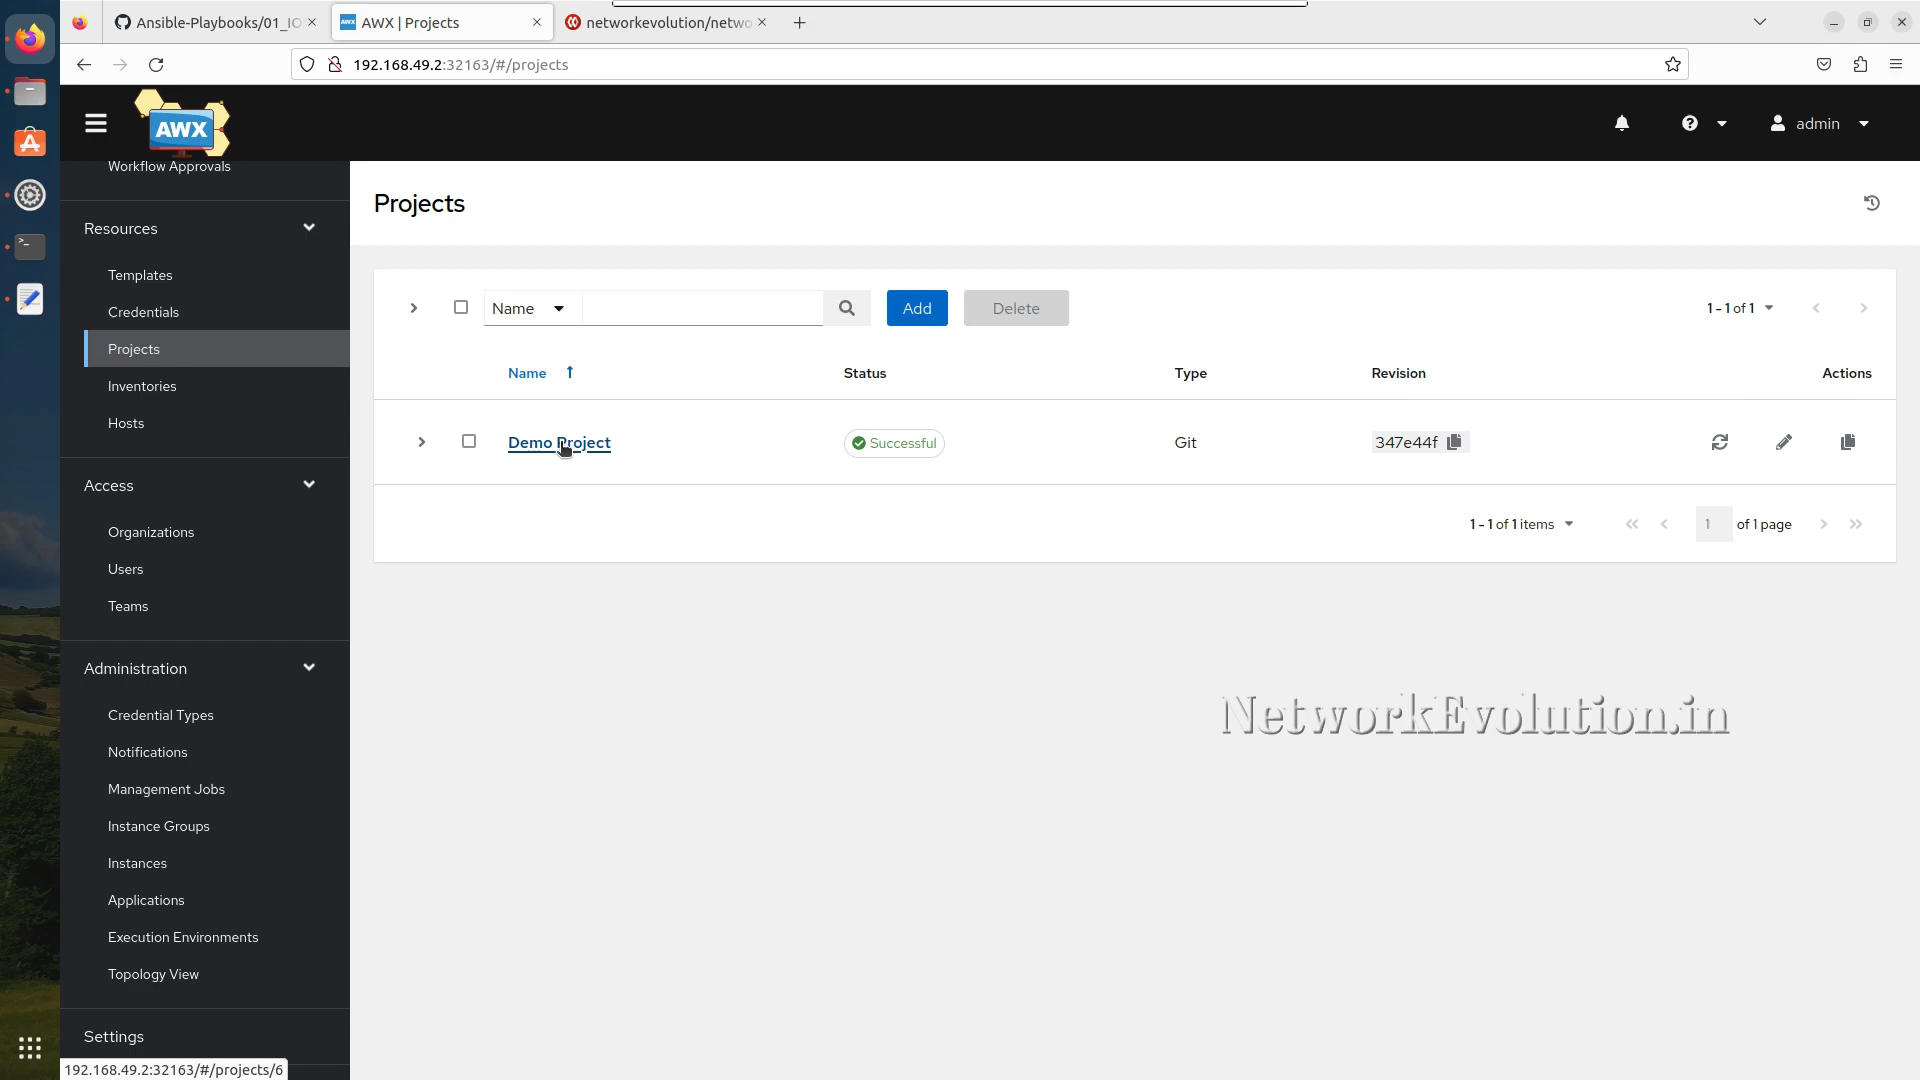 Ansible-Playbooks/01_IO
AWX | Projects
networkevolution/netwo
192.168.49.2:32163/#/projects
AWX
admin
Workflow Approvals
Resources
Templates
Credentials
Projects
Inventories
Hosts
Access
Organizations
Users
Teams
Administration
Credential Types
Notifications
Management Jobs
Instance Groups
Instances
Applications
Execution Environments
Topology View
Settings
192.168.49.2:32163/#/projects/6
Projects
Name
Add
Delete
1 - 1 of 1
Name Status Type Revision Actions
Demo Project Successful Git 347e44f
1 - 1 of 1 items 1 of 1 page
NetworkEvolution.in